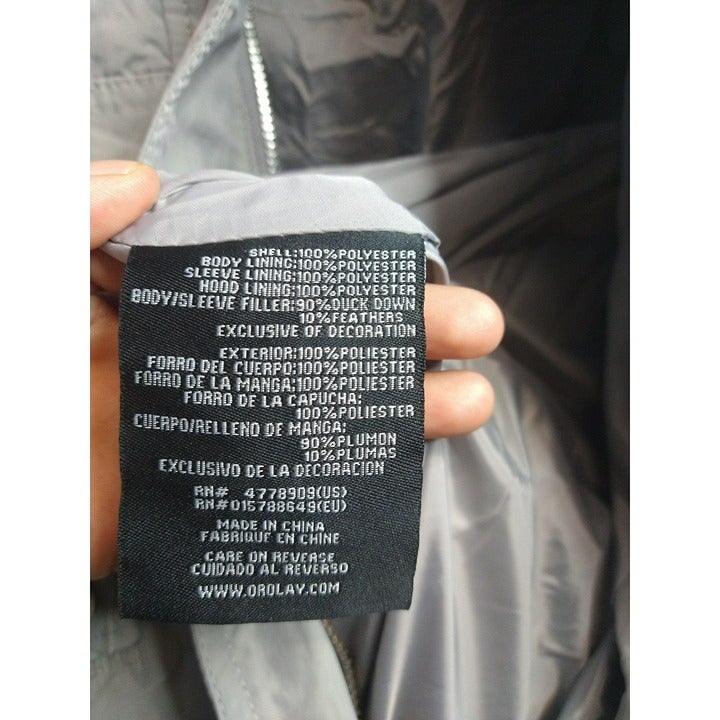 SHELL:100%POLYESTER
BODY LINING:100%POLYESTER
SLEEVE LINING:100%POLYESTER
HOOD LINING:100%POLYESTER
BODY/SLEEVE FILLER:90%DUCK DOWN
10%FEATHERS
EXCLUSIVE OF DECORATION
EXTERIOR:100%POLIESTER
FORRO DEL CUERPO:100%POLIESTER
FORRO DE LA MANGA:100%POLIESTER
FORRO DE LA CAPUCHA:
100%POLIESTER
CUERPO/RELLENO DE MANGA:
90%PLUMON
10%PLUMAS
EXCLUSIVO DE LA DECORACION
RN# 4778909(US)
RN#015788649(EU)
MADE IN CHINA
FABRIQUE EN CHINE
CARE ON REVERSE
CUIDADO AL REVERSO
WWW.OROLAY.COM